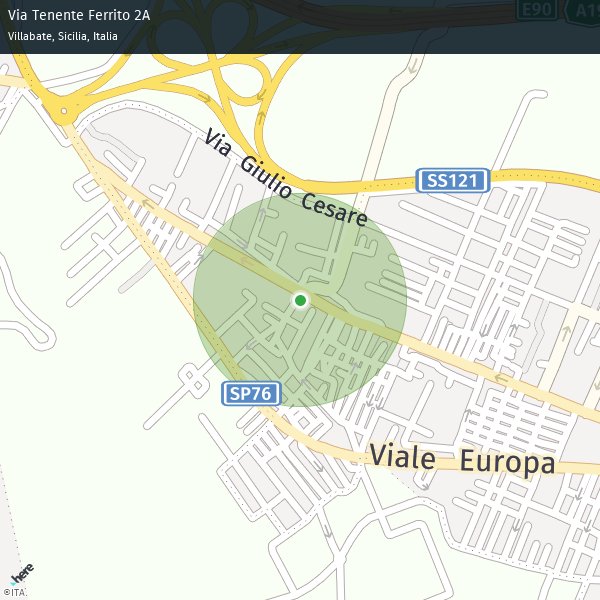 Via Tenente Ferrito 2A
Villabate, Sicilia, Italia
E90
A19
Via Giulio Cesare
SS121
SP76
Viale Europa
here
©ITA.